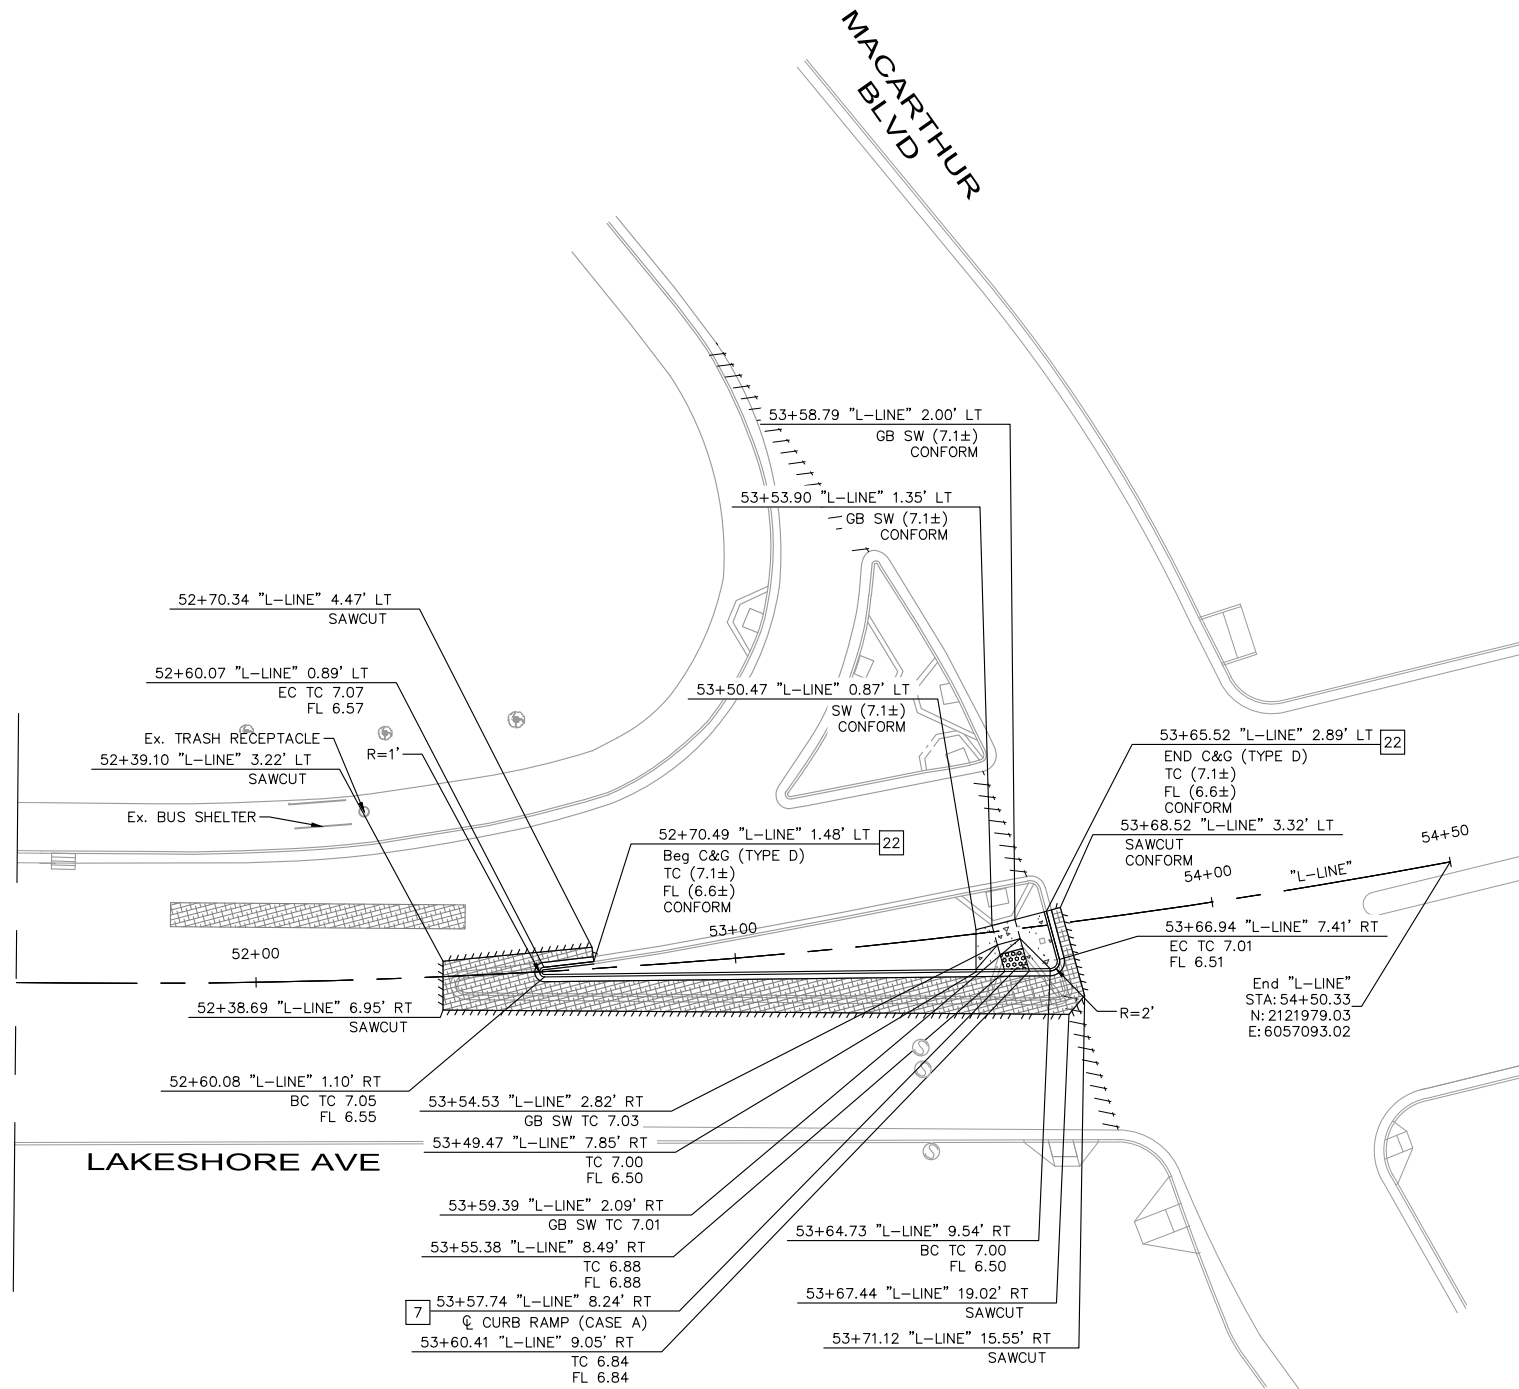 MACARTHUR
BLVD
53+58.79 "L-LINE" 2.00' LT
GB SW (7.1±)
CONFORM
53+53.90 "L-LINE" 1.35' LT
GB SW (7.1±)
CONFORM
52+70.34 "L-LINE" 4.47' LT
SAWCUT
52+60.07 "L-LINE" 0.89' LT
EC TC 7.07
FL 6.57
53+50.47 "L-LINE" 0.87' LT
SW (7.1±)
CONFORM
Ex. TRASH RECEPTACLE
R=1'
52+39.10 "L-LINE" 3.22' LT
SAWCUT
Ex. BUS SHELTER
53+65.52 "L-LINE" 2.89' LT 22
END C&G (TYPE D)
TC (7.1±)
FL (6.6±)
CONFORM
53+68.52 "L-LINE" 3.32' LT
SAWCUT
CONFORM
52+70.49 "L-LINE" 1.48' LT 22
Beg C&G (TYPE D)
TC (7.1±)
FL (6.6±)
CONFORM
54+50
"L-LINE"
54+00
53+00
52+00
53+66.94 "L-LINE" 7.41' RT
EC TC 7.01
FL 6.51
End "L-LINE"
STA: 54+50.33
N: 2121979.03
E: 6057093.02
R=2'
52+38.69 "L-LINE" 6.95' RT
SAWCUT
52+60.08 "L-LINE" 1.10' RT
BC TC 7.05
FL 6.55
53+54.53 "L-LINE" 2.82' RT
GB SW TC 7.03
53+49.47 "L-LINE" 7.85' RT
TC 7.00
FL 6.50
LAKESHORE AVE
53+59.39 "L-LINE" 2.09' RT
GB SW TC 7.01
53+55.38 "L-LINE" 8.49' RT
TC 6.88
FL 6.88
7 53+57.74 "L-LINE" 8.24' RT
℄ CURB RAMP (CASE A)
53+60.41 "L-LINE" 9.05' RT
TC 6.84
FL 6.84
53+64.73 "L-LINE" 9.54' RT
BC TC 7.00
FL 6.50
53+67.44 "L-LINE" 19.02' RT
SAWCUT
53+71.12 "L-LINE" 15.55' RT
SAWCUT